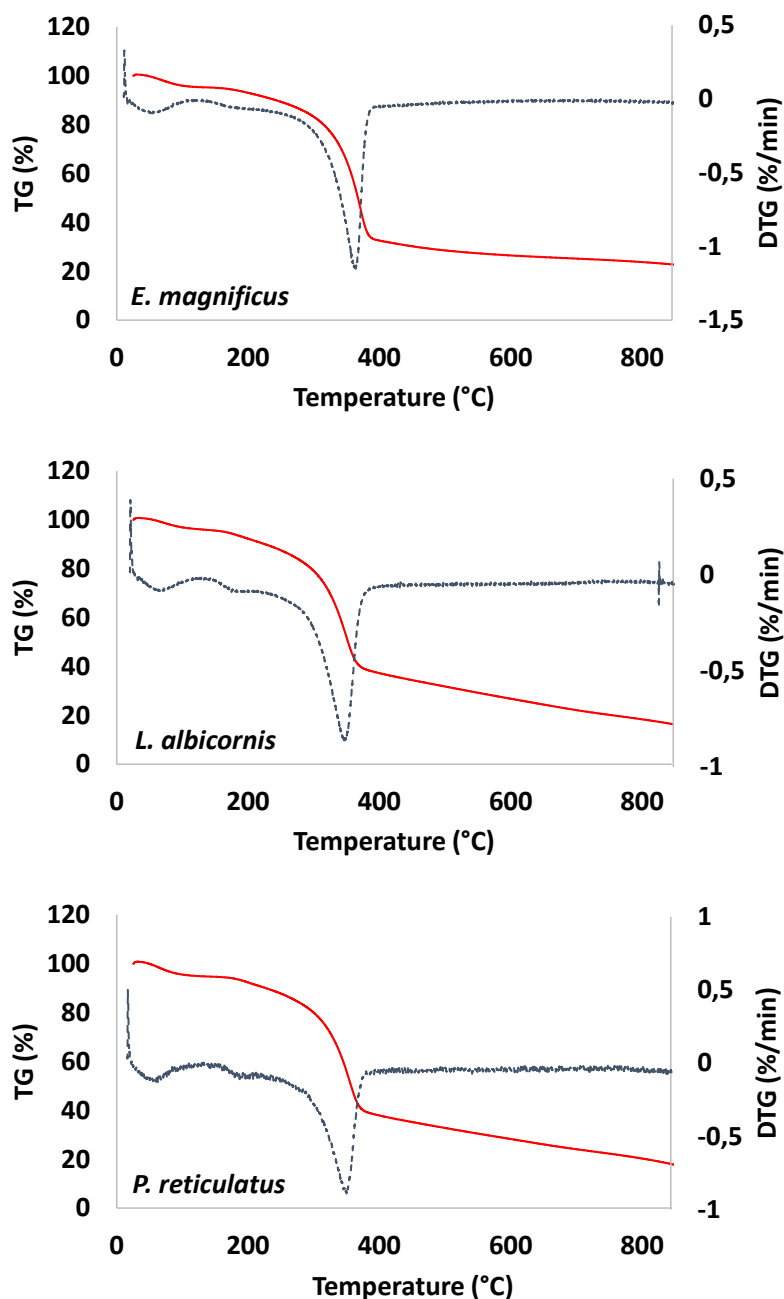 120
100
80
60
40
20
0
TG (%)
0,5
0
-0,5
-1
-1,5
DTG (%/min)
E. magnificus
0 200 400 600 800
Temperature (°C)
120
100
80
60
40
20
0
TG (%)
0,5
0
-0,5
-1
DTG (%/min)
L. albicornis
0 200 400 600 800
Temperature (°C)
120
100
80
60
40
20
0
TG (%)
1
0,5
0
-0,5
-1
DTG (%/min)
P. reticulatus
0 200 400 600 800
Temperature (°C)